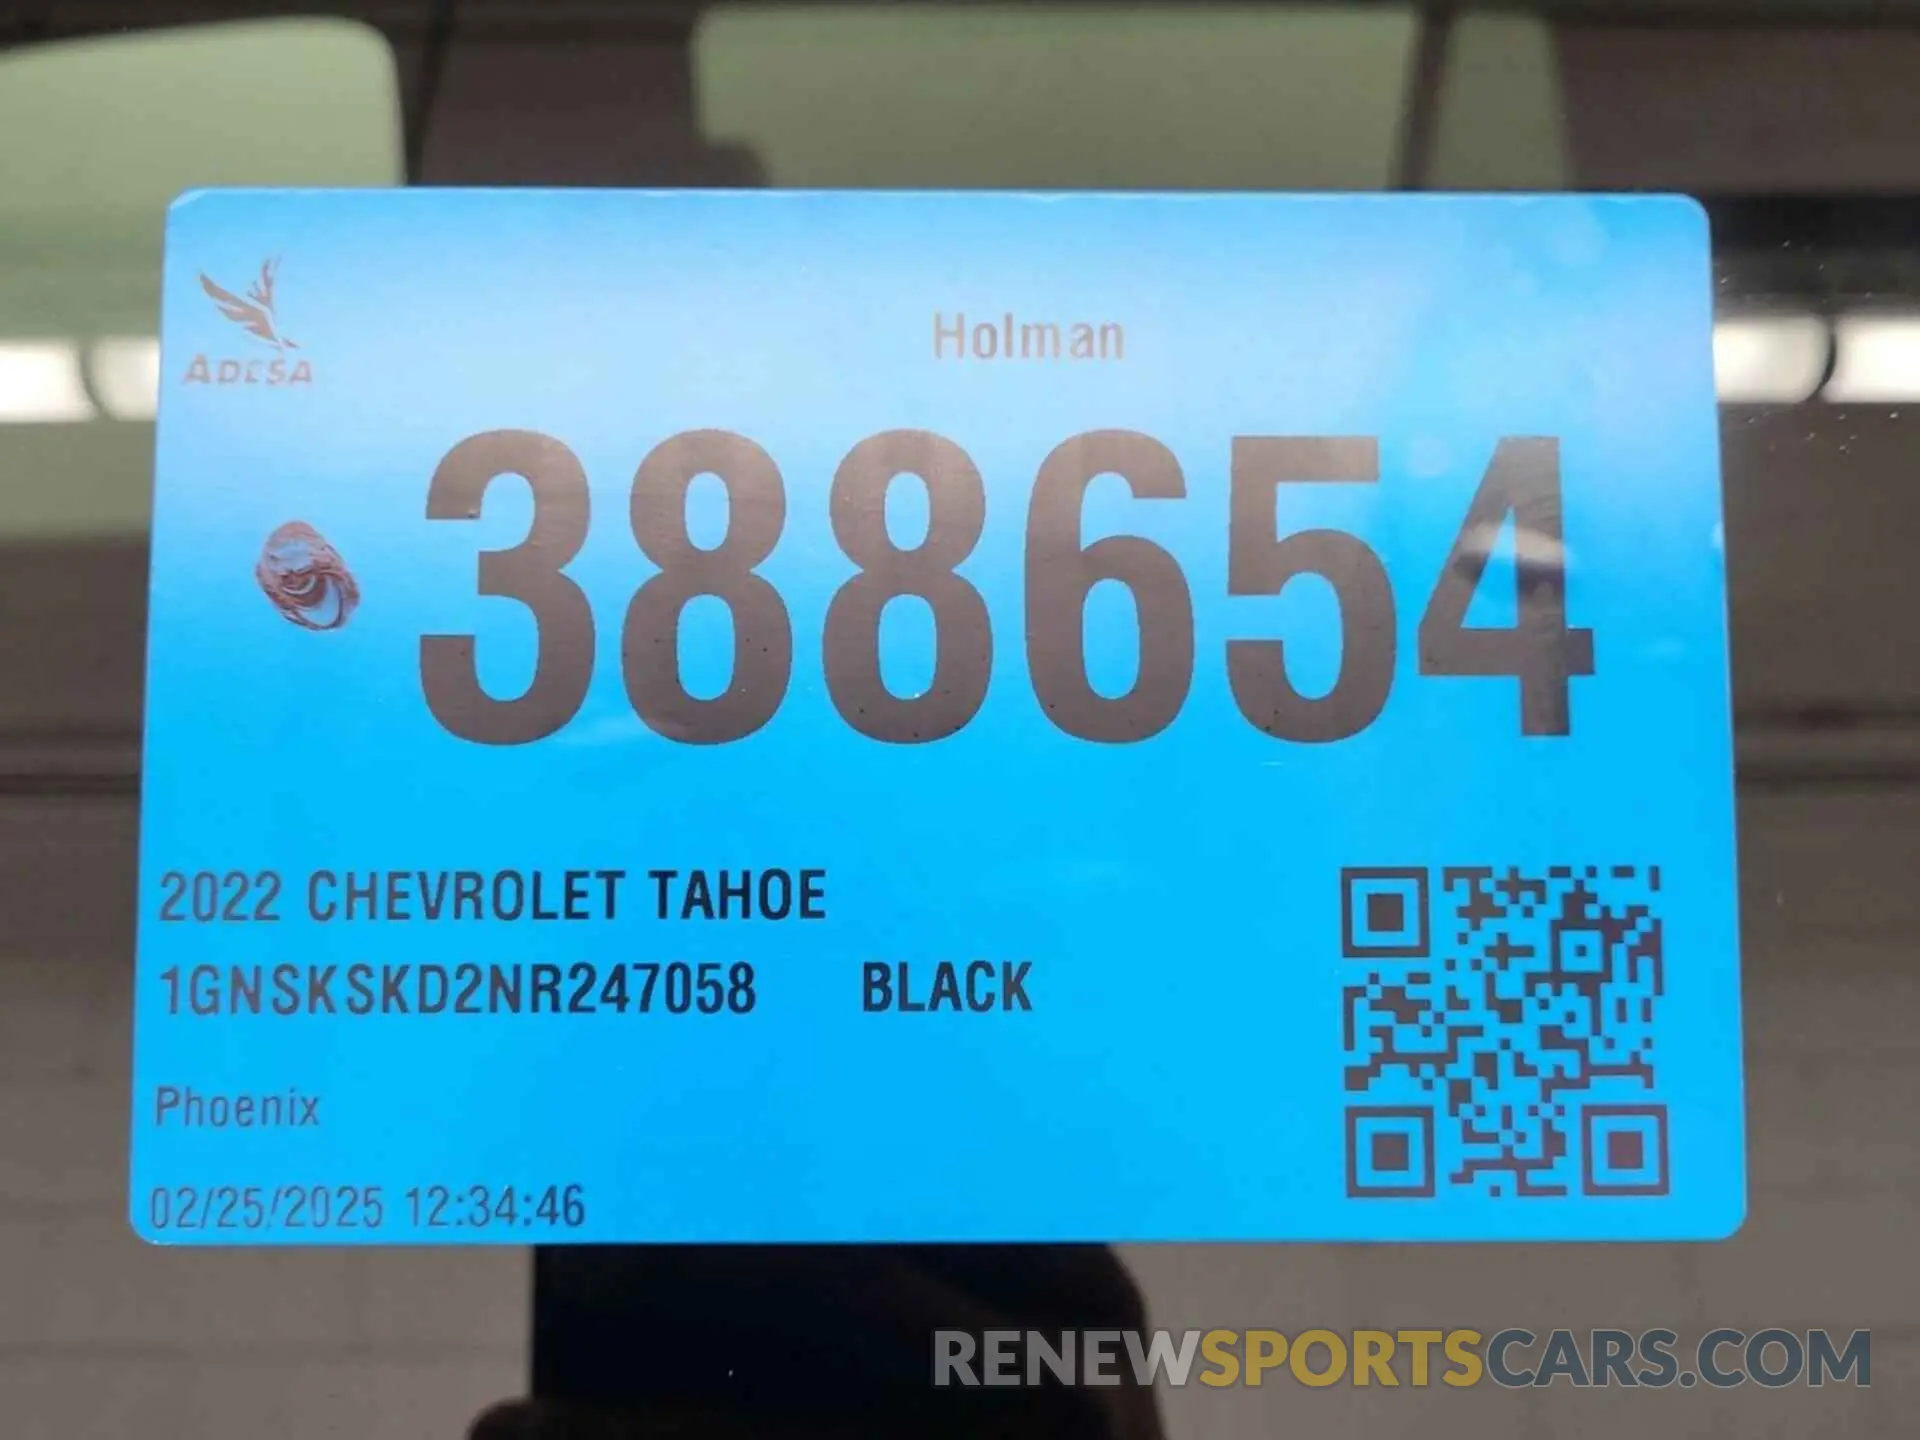 ADESA
Holman
388654
2022 CHEVROLET TAHOE
1GNSKSKD2NR247058 BLACK
Phoenix
02/25/2025 12:34:46
RENEWSPORTSCARS.COM